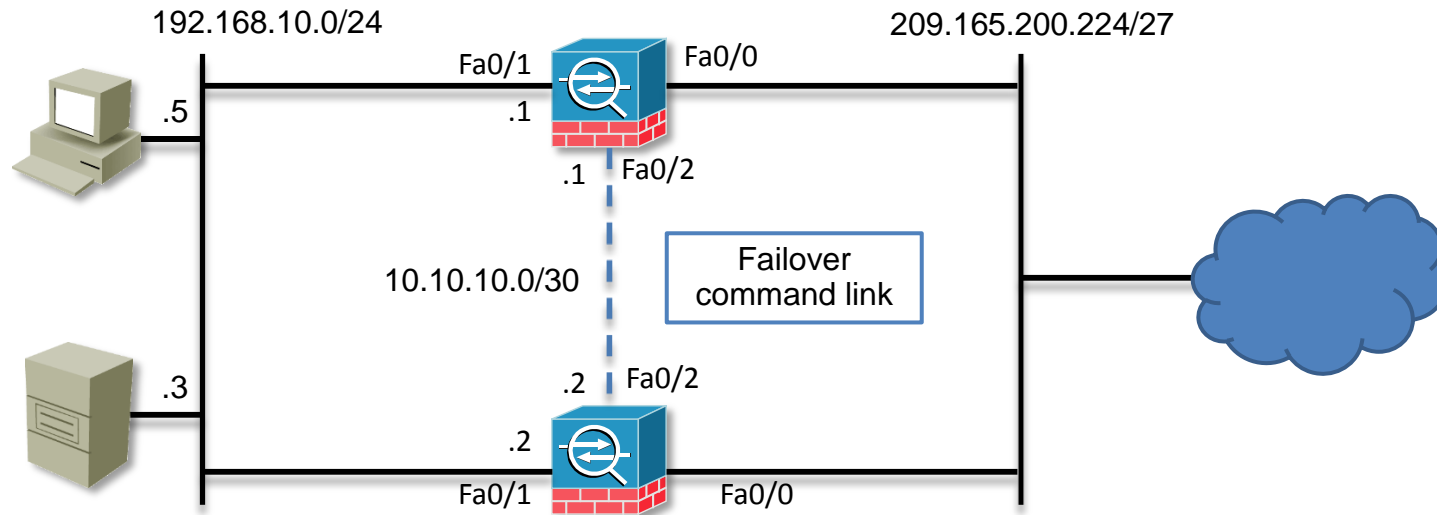 192.168.10.0/24
209.165.200.224/27
Fa0/1
Fa0/0
.5
.1
.1
Fa0/2
10.10.10.0/30
Failover
command link
.3
.2
Fa0/2
.2
Fa0/1
Fa0/0